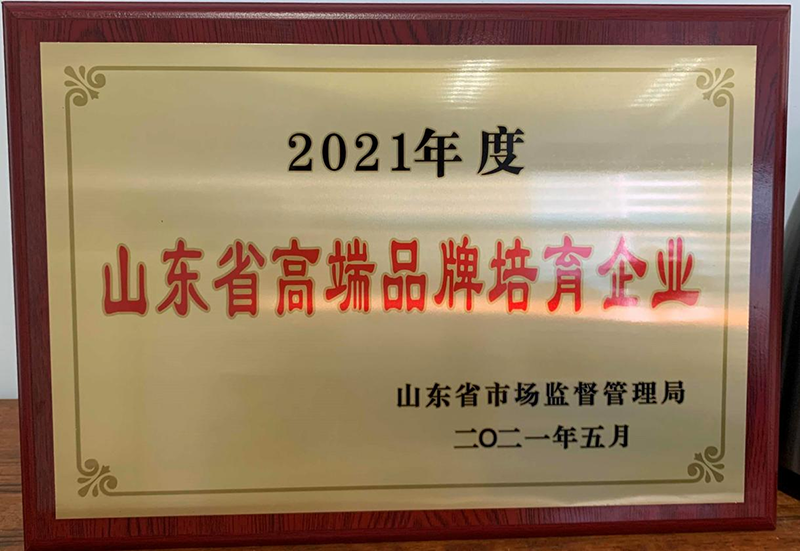 2021年度
山东省高端品牌培育企业
山东省市场监督管理局
二〇二一年五月